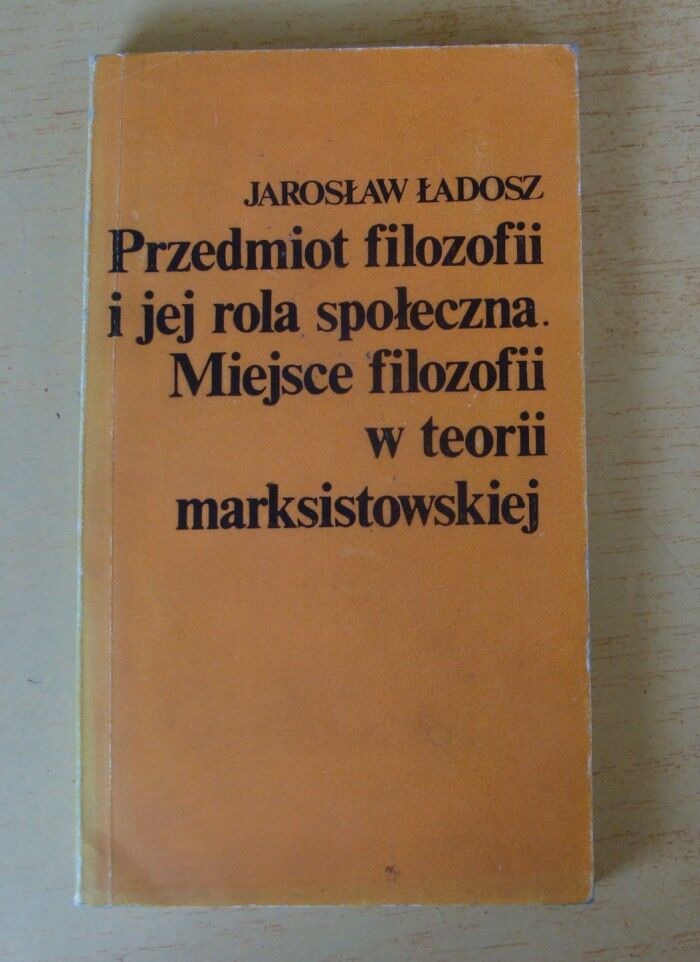 JAROSŁAW ŁADOSZ
Przedmiot filozofii
i jej rola społeczna.
Miejsce filozofii
w teorii
marksistowskiej